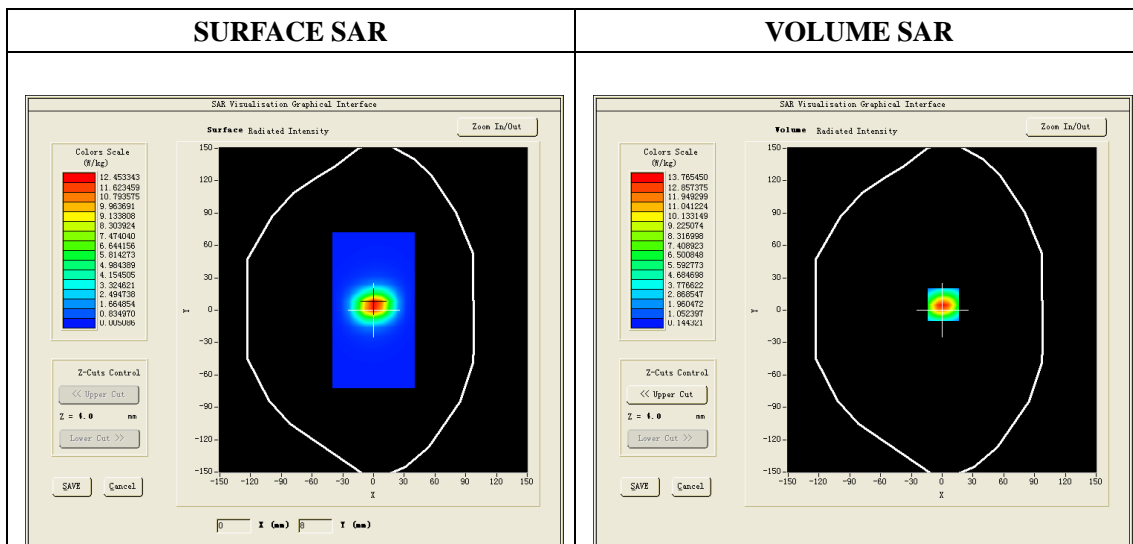 SURFACE SAR
VOLUME SAR
SAR Visualisation Graphical Interface
Surface Radiated Intensity
Zoom In/Out
Colors Scale
(W/kg)
12.453343
11.623459
10.793575
9.963691
9.133808
8.303924
7.474040
6.644156
5.814273
4.984389
4.154505
3.324621
2.494738
1.664854
0.834970
0.005086
150
120
90
60
30
0
-30
-60
-90
-120
-150
Y
-150 -120 -90 -60 -30 0 30 60 90 120 150
X
Z-Cuts Control
<< Upper Cut
Z = 4.0 mm
Lower Cut >>
SAVE Cancel
0 X (mm) 8 Y (mm)
SAR Visualisation Graphical Interface
Volume Radiated Intensity
Zoom In/Out
Colors Scale
(W/kg)
13.765450
12.857375
11.949299
11.041224
10.133149
9.225074
8.316998
7.408923
6.500848
5.592773
4.684698
3.776622
2.868547
1.960472
1.052397
0.144321
150
120
90
60
30
0
-30
-60
-90
-120
-150
Y
-150 -120 -90 -60 -30 0 30 60 90 120 150
X
Z-Cuts Control
<< Upper Cut
Z = 4.0 mm
Lower Cut >>
SAVE Cancel